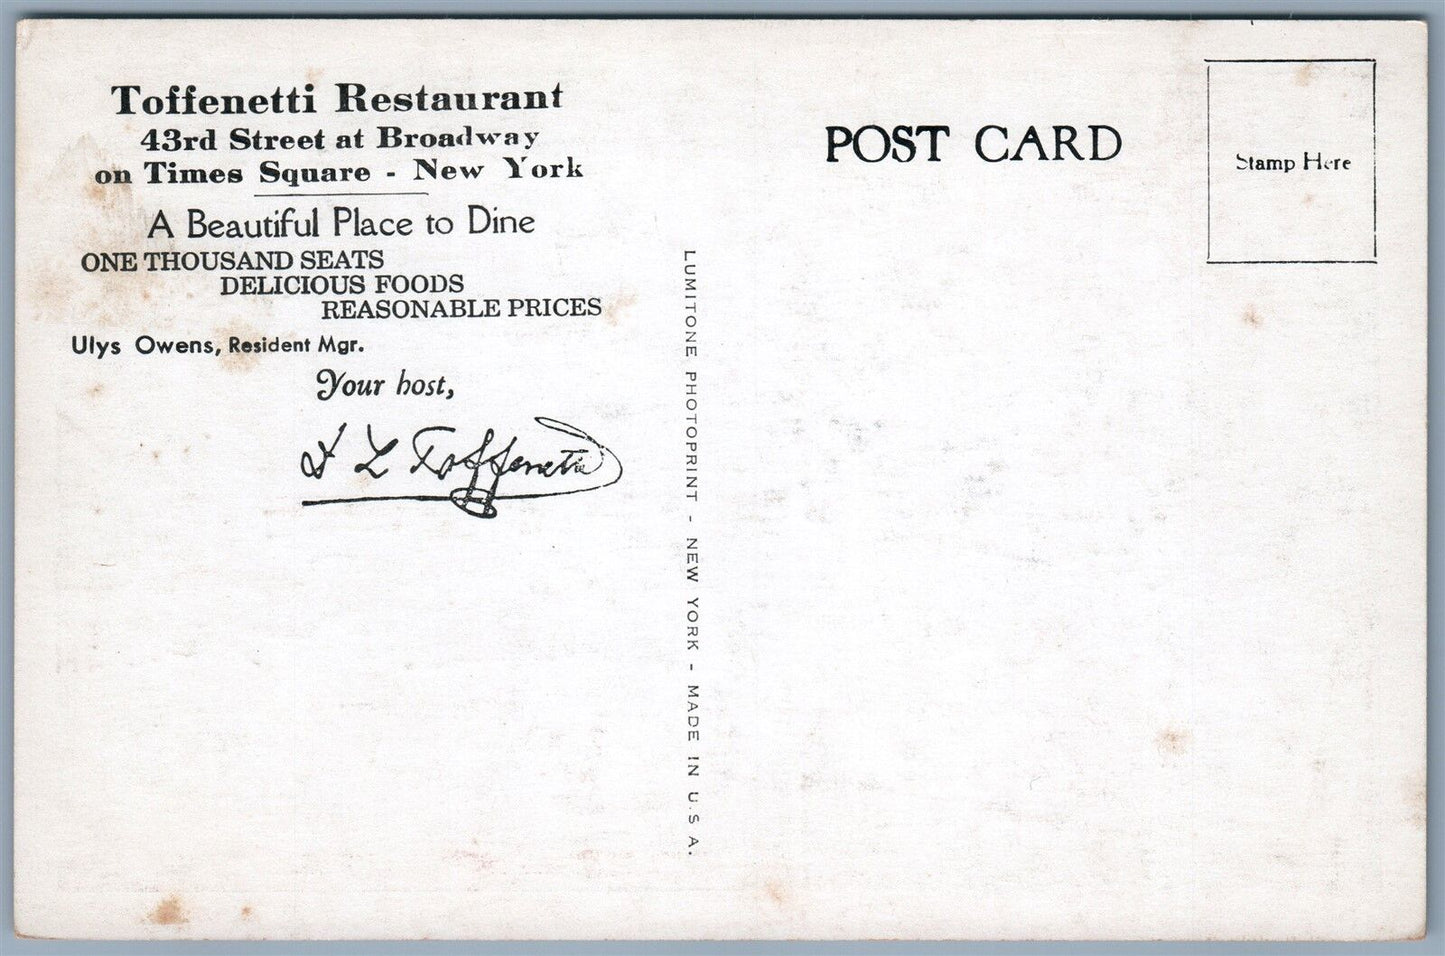 Toffenetti Restaurant
43rd Street at Broadway
on Times Square - New York
A Beautiful Place to Dine
ONE THOUSAND SEATS
DELICIOUS FOODS
REASONABLE PRICES
Ulys Owens, Resident Mgr.
Your host,
D L Toffenetti
LUMITONE PHOTOPRINT - NEW YORK - MADE IN U.S.A.
POST CARD
Stamp Here